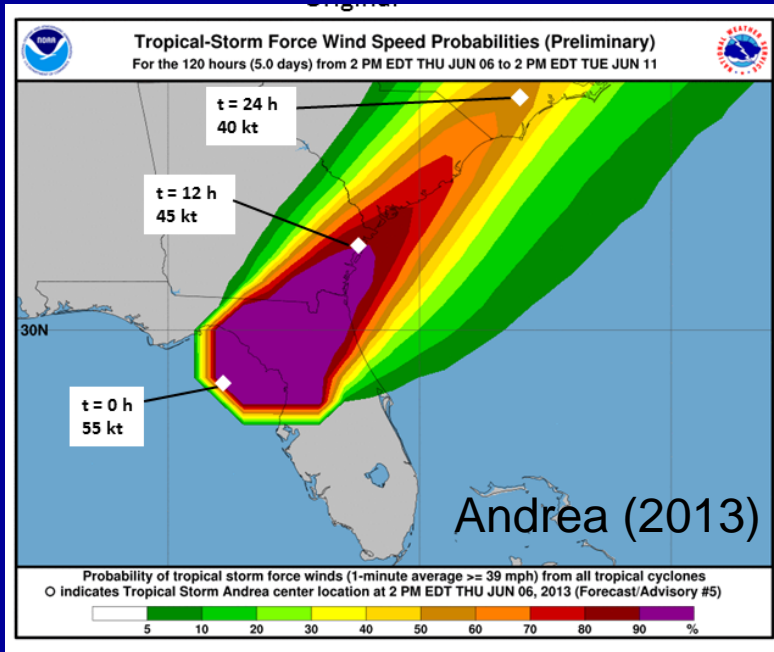 Original
NOAA
Tropical-Storm Force Wind Speed Probabilities (Preliminary)
For the 120 hours (5.0 days) from 2 PM EDT THU JUN 06 to 2 PM EDT TUE JUN 11
t = 24 h
40 kt
t = 12 h
45 kt
30N
t = 0 h
55 kt
Andrea (2013)
Probability of tropical storm force winds (1-minute average >= 39 mph) from all tropical cyclones
O indicates Tropical Storm Andrea center location at 2 PM EDT THU JUN 06, 2013 (Forecast/Advisory #5)
5 10 20 30 40 50 60 70 80 90 %